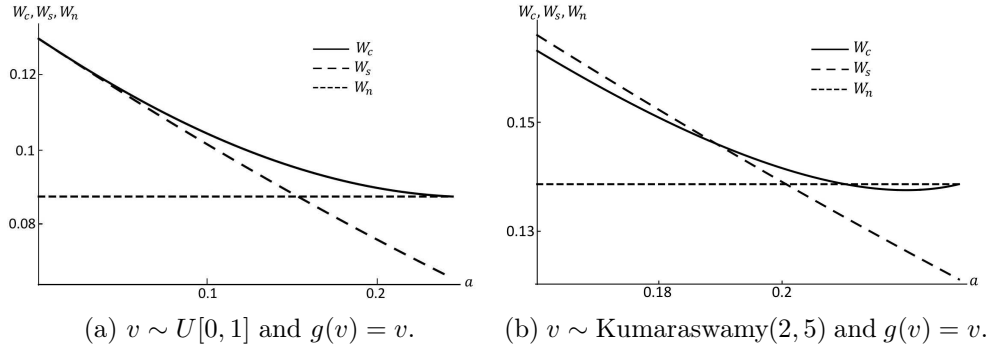 W_c, W_s, W_n
W_c
W_s
W_n
0.12
0.1
0.08
0.1
0.2
a
(a) v ∼ U[0, 1] and g(v) = v.
W_c, W_s, W_n
W_c
W_s
W_n
0.15
0.13
0.18
0.2
a
(b) v ∼ Kumaraswamy(2, 5) and g(v) = v.